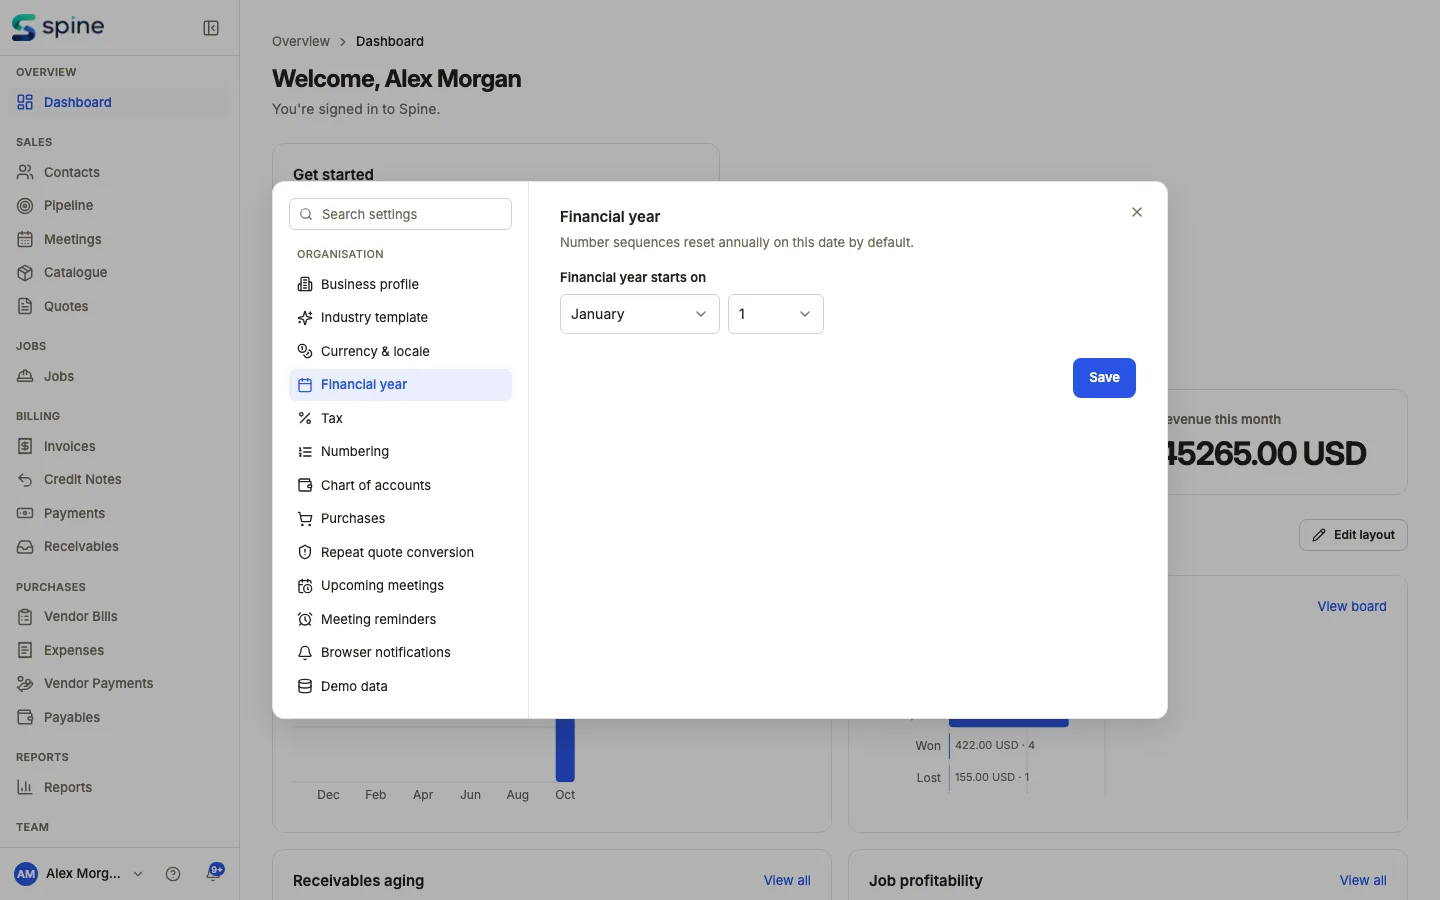 spine
OVERVIEW
Dashboard
SALES
Contacts
Pipeline
Meetings
Catalogue
Quotes
JOBS
Jobs
BILLING
Invoices
Credit Notes
Payments
Receivables
PURCHASES
Vendor Bills
Expenses
Vendor Payments
Payables
REPORTS
Reports
TEAM
AM Alex Morg... 9+
Overview > Dashboard
Welcome, Alex Morgan
You're signed in to Spine.
Get started
Search settings
ORGANISATION
Business profile
Industry template
Currency & locale
Financial year
Tax
Numbering
Chart of accounts
Purchases
Repeat quote conversion
Upcoming meetings
Meeting reminders
Browser notifications
Demo data
Financial year
Number sequences reset annually on this date by default.
Financial year starts on
January 1
Save
evenue this month
45265.00 USD
Edit layout
View board
Won 422.00 USD · 4
Lost 155.00 USD · 1
Dec Feb Apr Jun Aug Oct
Receivables aging View all
Job profitability View all